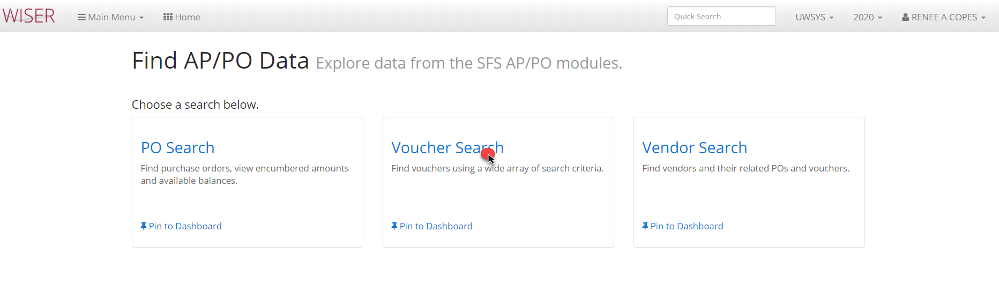 WISER Main Menu Home Quick Search UWSYS 2020 RENEE A COPES
Find AP/PO Data Explore data from the SFS AP/PO modules.
Choose a search below.
PO Search
Find purchase orders, view encumbered amounts
and available balances.
Pin to Dashboard
Voucher Search
Find vouchers using a wide array of search criteria.
Pin to Dashboard
Vendor Search
Find vendors and their related POs and vouchers.
Pin to Dashboard